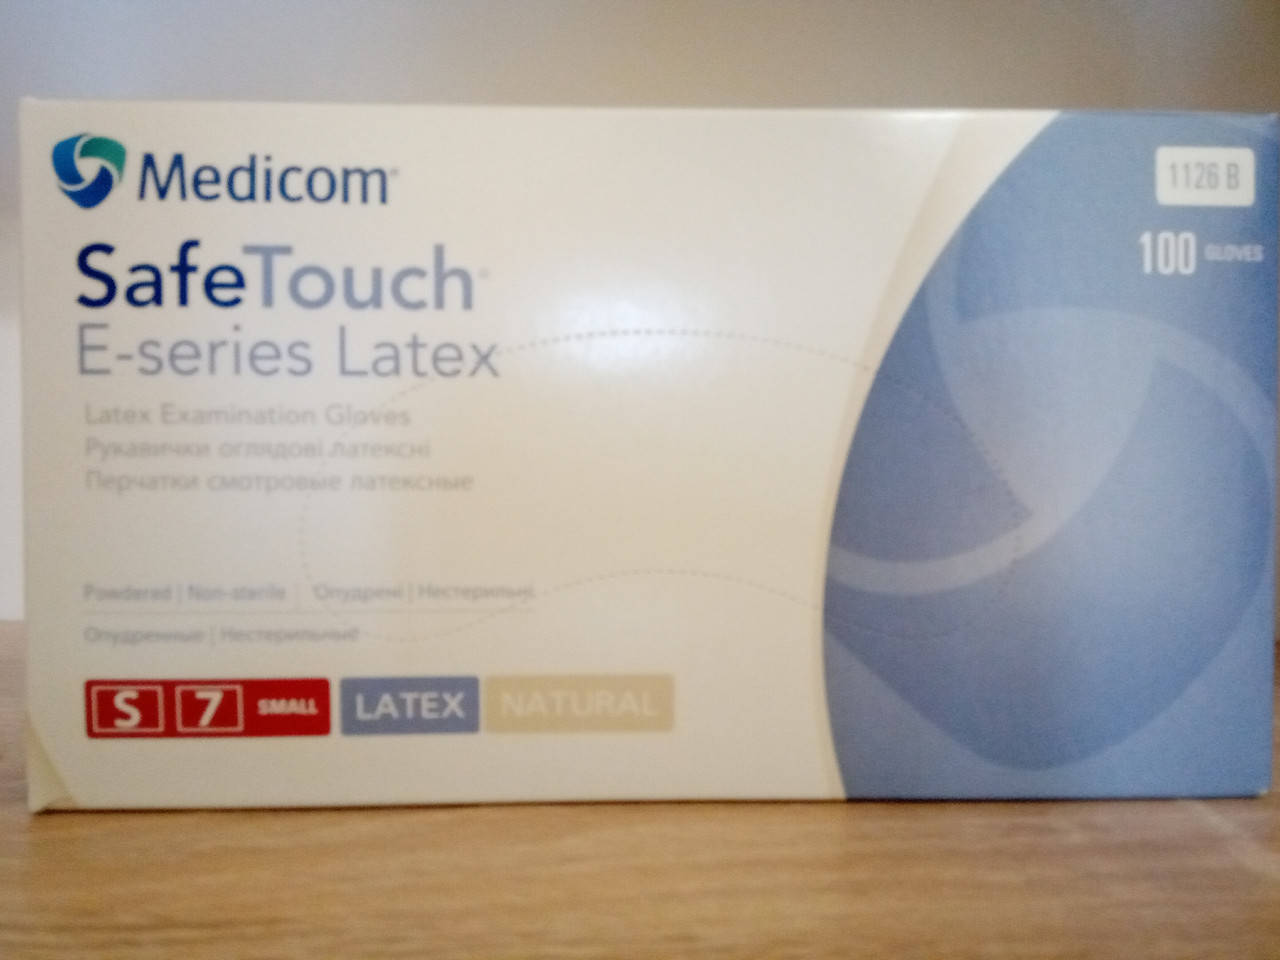 Medicom
SafeTouch
E-series Latex
Latex Examination Gloves
Рукавички оглядові латексні
Перчатки смотровые латексные
Powdered | Non-sterile | Опудрені | Нестерильні
Опудренные | Нестерильные
S 7 SMALL LATEX NATURAL
1126 B
100 GLOVES